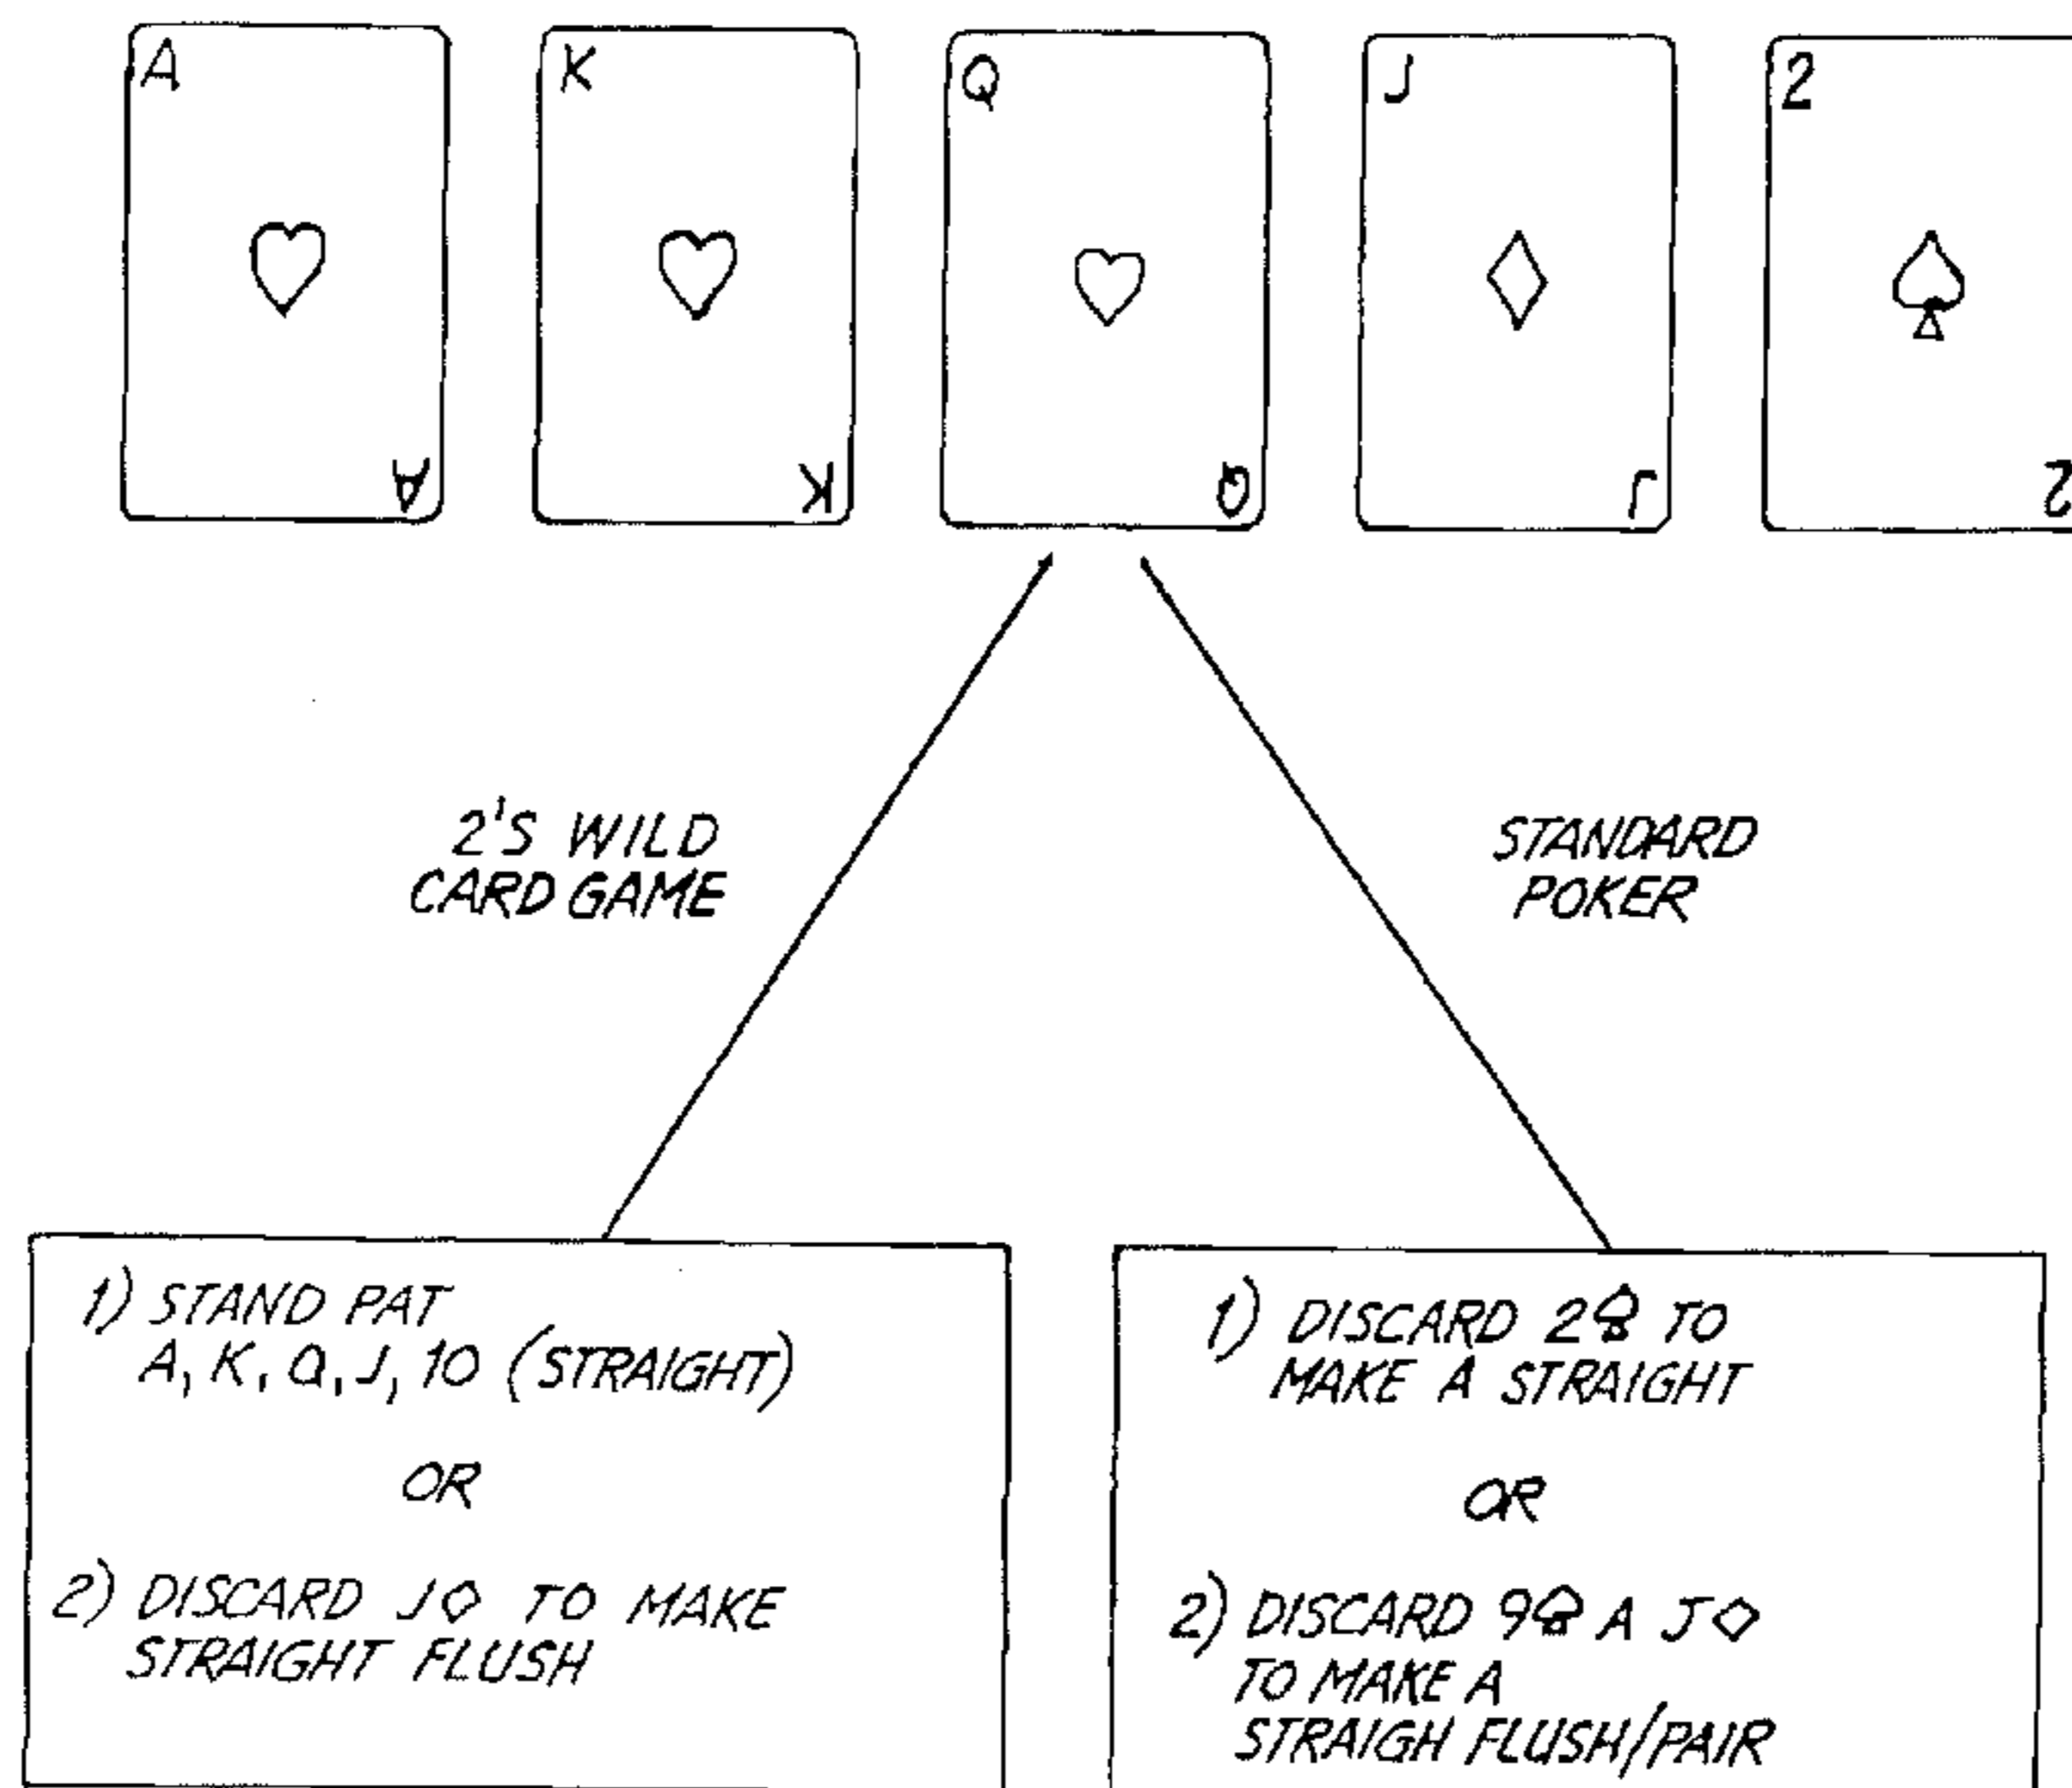 A K Q J 2
A K Q J 2
2'S WILD
CARD GAME
STANDARD
POKER
1) STAND PAT
A, K, Q, J, 10 (STRAIGHT)
OR
2) DISCARD J♢ TO MAKE
STRAIGHT FLUSH
1) DISCARD 2♤ TO
MAKE A STRAIGHT
OR
2) DISCARD 9♤ A J♢
TO MAKE A
STRAIGH FLUSH/PAIR